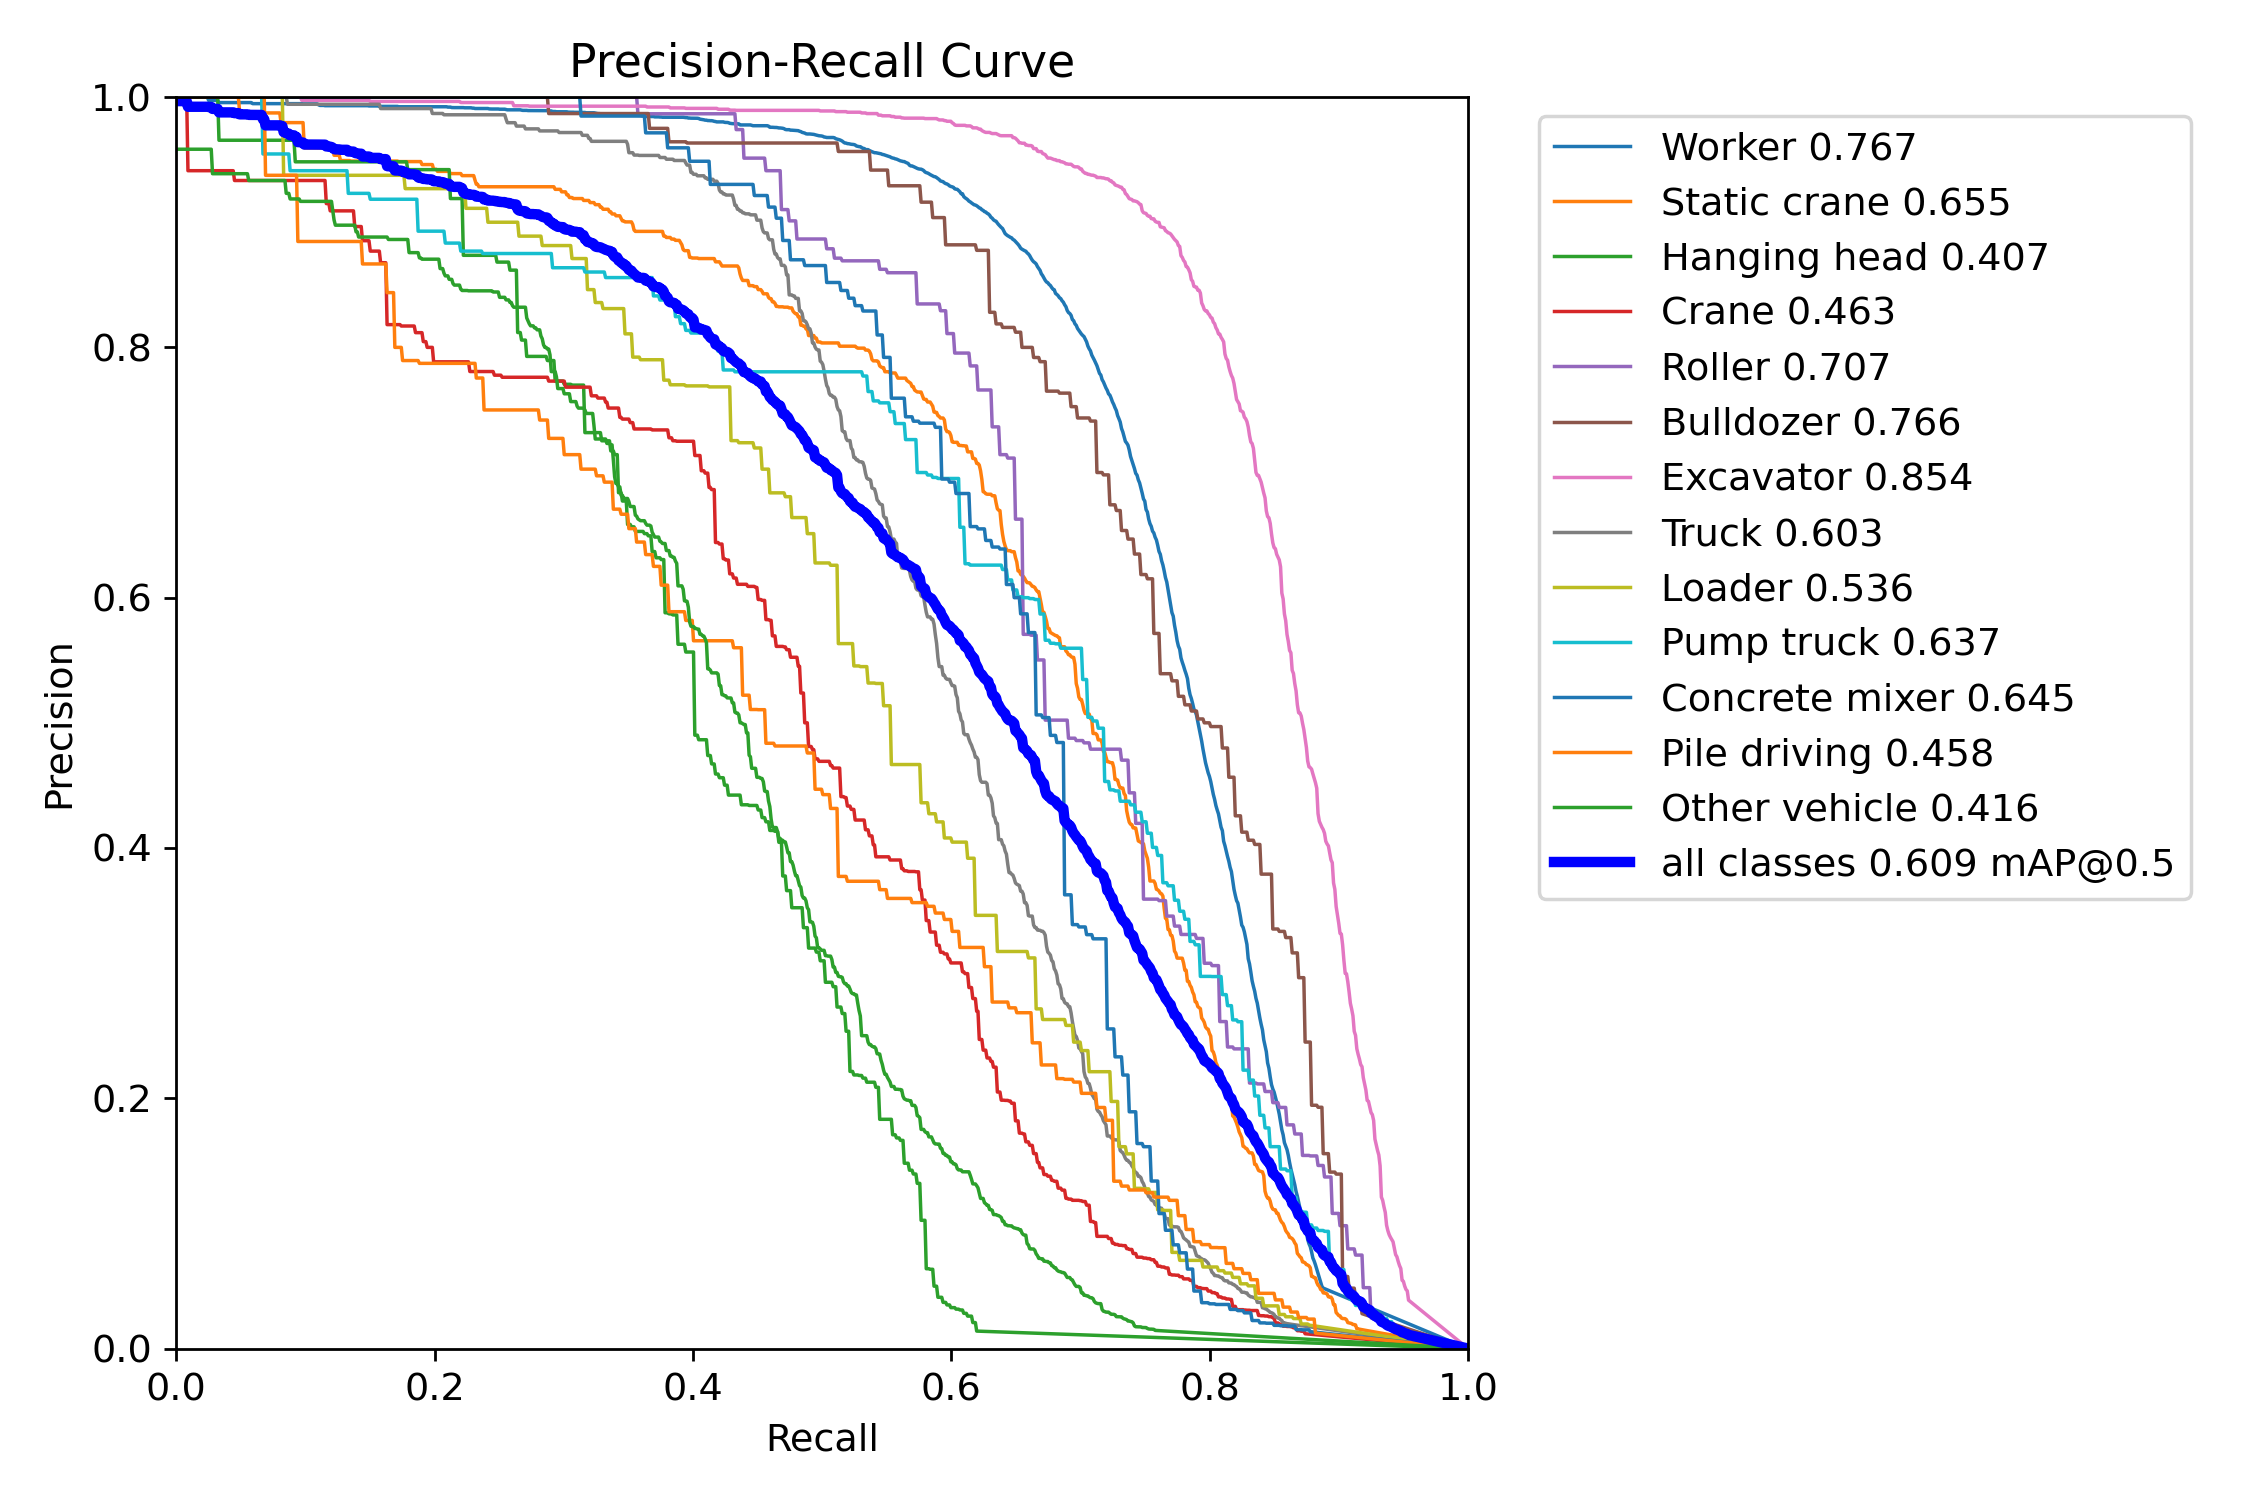 Precision-Recall Curve
1.0
0.8
0.6
0.4
0.2
0.0
Precision
0.0 0.2 0.4 0.6 0.8 1.0
Recall
Worker 0.767
Static crane 0.655
Hanging head 0.407
Crane 0.463
Roller 0.707
Bulldozer 0.766
Excavator 0.854
Truck 0.603
Loader 0.536
Pump truck 0.637
Concrete mixer 0.645
Pile driving 0.458
Other vehicle 0.416
all classes 0.609 mAP@0.5